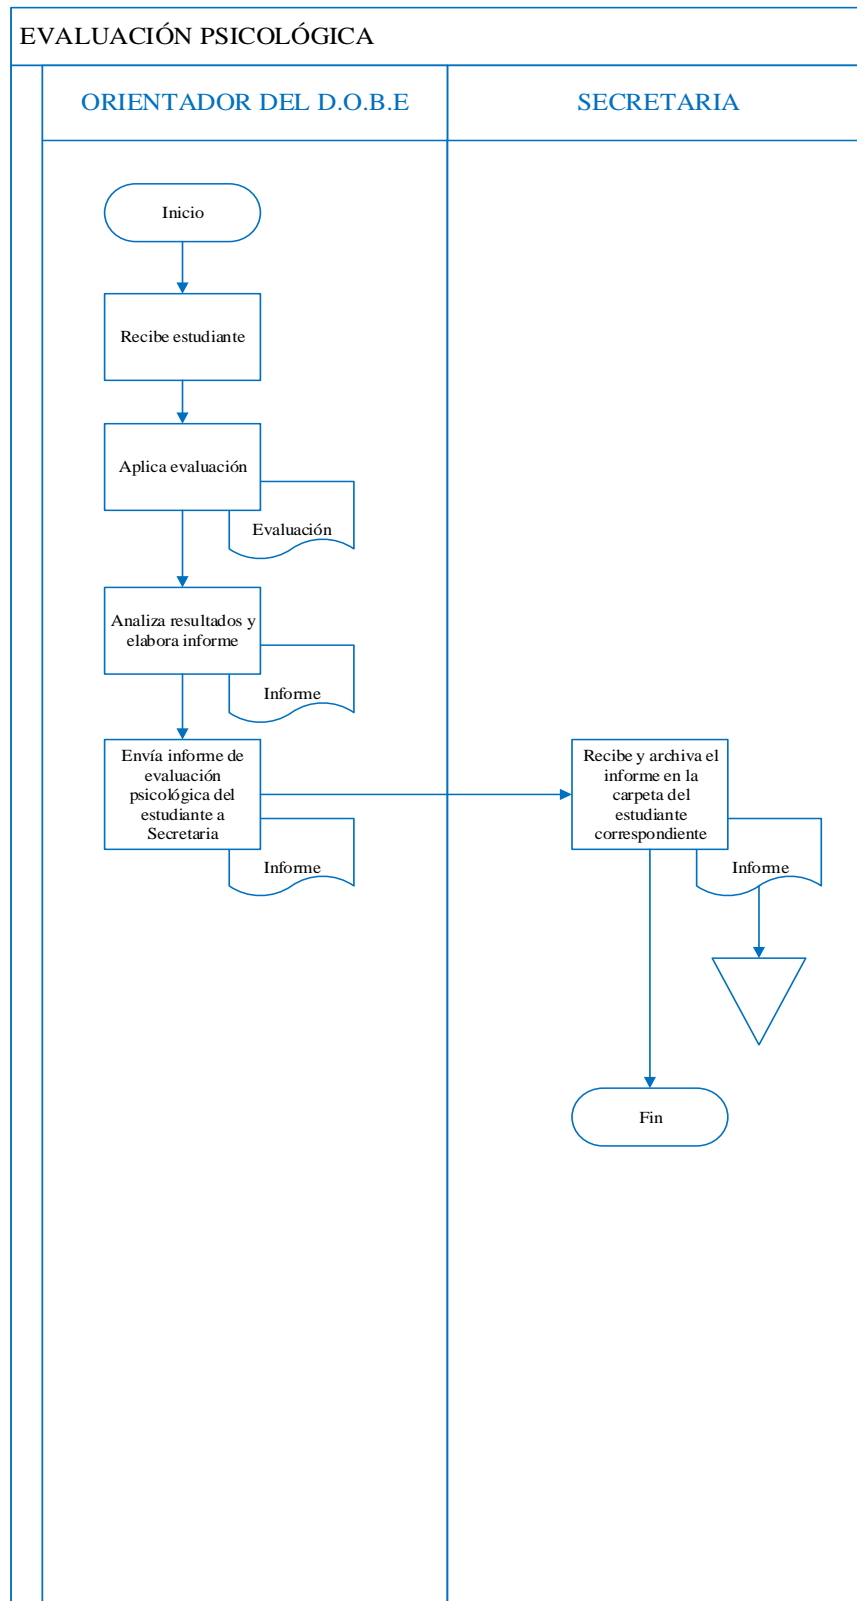 EVALUACIÓN PSICOLÓGICA
ORIENTADOR DEL D.O.B.E
SECRETARIA
Inicio
Recibe estudiante
Aplica evaluación
Evaluación
Analiza resultados y
elabora informe
Informe
Envía informe de
evaluación
psicológica del
estudiante a
Secretaria
Informe
Recibe y archiva el
informe en la
carpeta del
estudiante
correspondiente
Informe
Fin